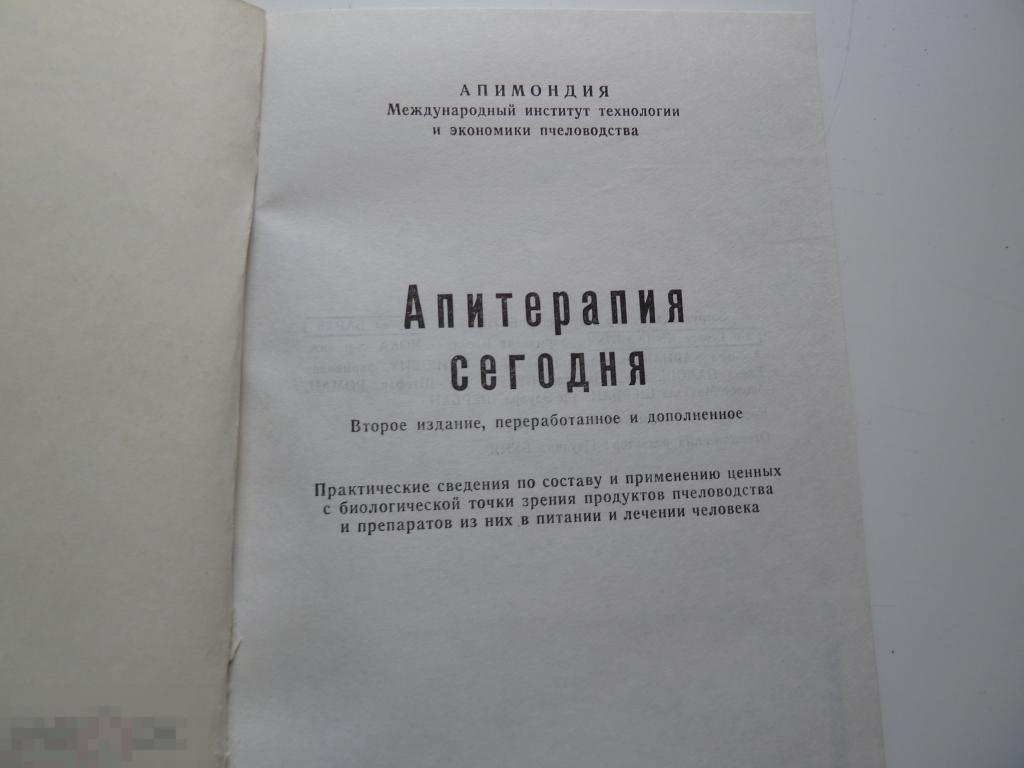 АПИМОНДИЯ
Международный институт технологии
и экономики пчеловодства
Апитерапия
сегодня
Второе издание, переработанное и дополненное
Практические сведения по составу и применению ценных
с биологической точки зрения продуктов пчеловодства
и препаратов из них в питании и лечении человека